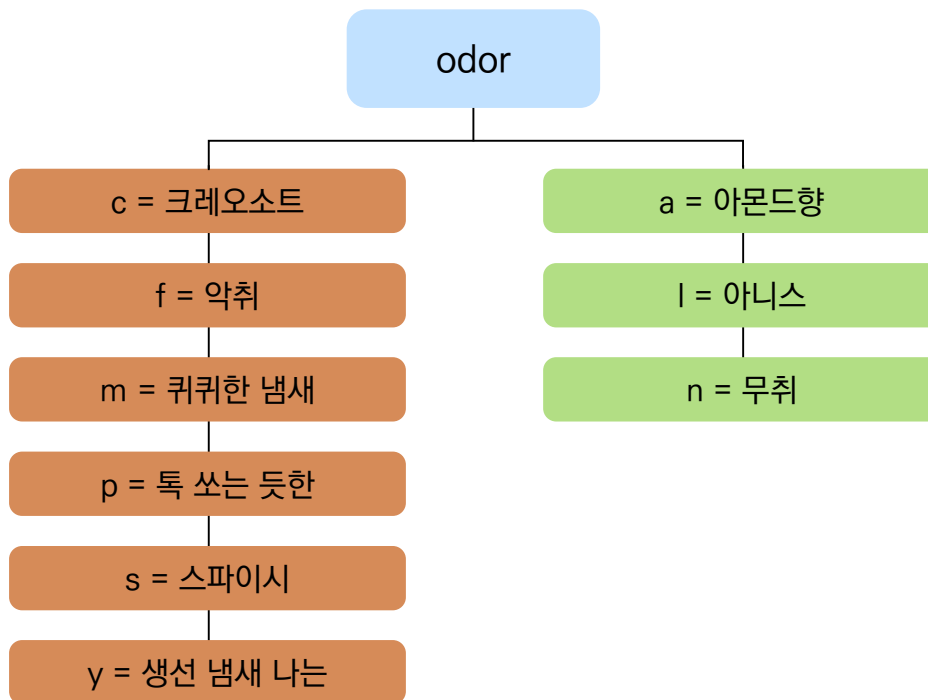 odor
c = 크레오소트
f = 악취
m = 퀴퀴한 냄새
p = 톡 쏘는 듯한
s = 스파이시
y = 생선 냄새 나는
a = 아몬드향
l = 아니스
n = 무취